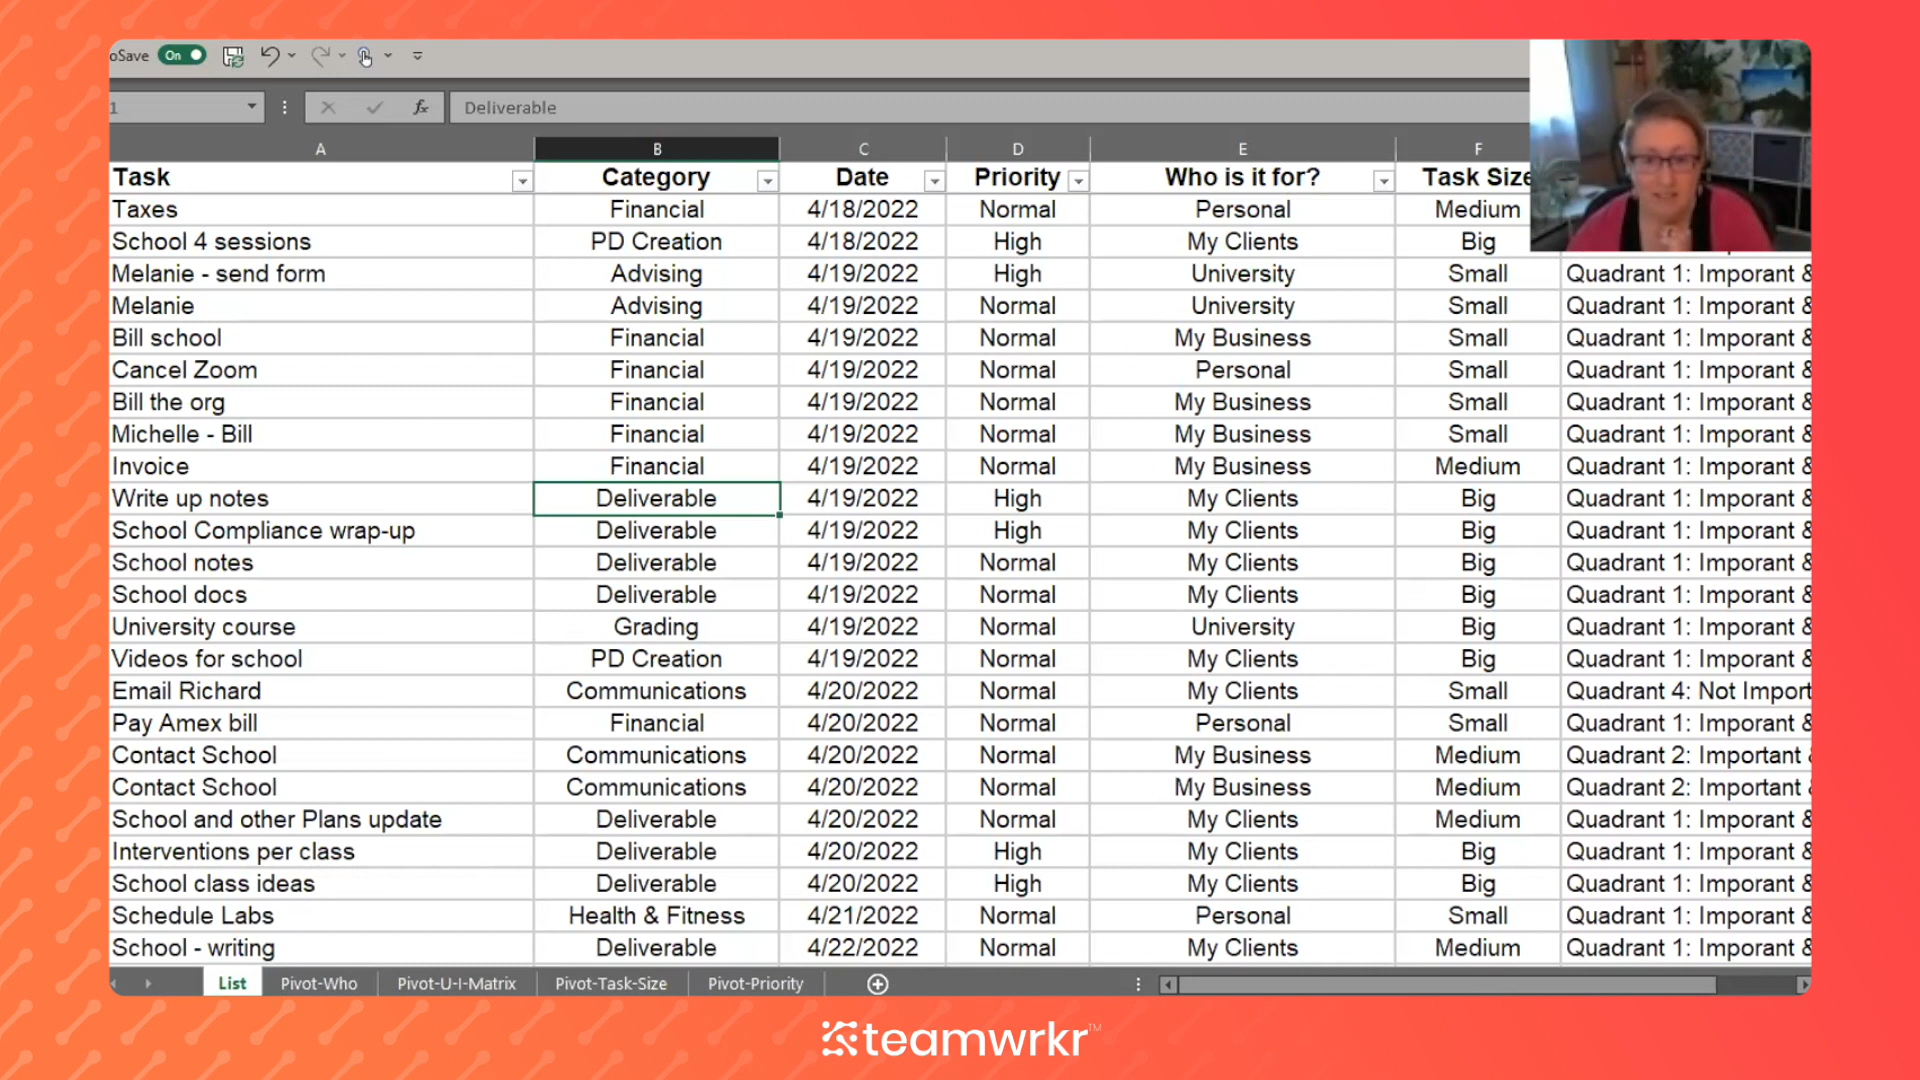 oSave On
1 fx Deliverable
A B C D E F
Task Category Date Priority Who is it for? Task Size
Taxes Financial 4/18/2022 Normal Personal Medium
School 4 sessions PD Creation 4/18/2022 High My Clients Big
Melanie - send form Advising 4/19/2022 High University Small Quadrant 1: Imporant &
Melanie Advising 4/19/2022 Normal University Small Quadrant 1: Imporant &
Bill school Financial 4/19/2022 Normal My Business Small Quadrant 1: Imporant &
Cancel Zoom Financial 4/19/2022 Normal Personal Small Quadrant 1: Imporant &
Bill the org Financial 4/19/2022 Normal My Business Small Quadrant 1: Imporant &
Michelle - Bill Financial 4/19/2022 Normal My Business Small Quadrant 1: Imporant &
Invoice Financial 4/19/2022 Normal My Business Medium Quadrant 1: Imporant &
Write up notes Deliverable 4/19/2022 High My Clients Big Quadrant 1: Imporant &
School Compliance wrap-up Deliverable 4/19/2022 High My Clients Big Quadrant 1: Imporant &
School notes Deliverable 4/19/2022 Normal My Clients Big Quadrant 1: Imporant &
School docs Deliverable 4/19/2022 Normal My Clients Big Quadrant 1: Imporant &
University course Grading 4/19/2022 Normal University Big Quadrant 1: Imporant &
Videos for school PD Creation 4/19/2022 Normal My Clients Big Quadrant 1: Imporant &
Email Richard Communications 4/20/2022 Normal My Clients Small Quadrant 4: Not Import
Pay Amex bill Financial 4/20/2022 Normal Personal Small Quadrant 1: Imporant &
Contact School Communications 4/20/2022 Normal My Business Medium Quadrant 2: Important
Contact School Communications 4/20/2022 Normal My Business Medium Quadrant 2: Important
School and other Plans update Deliverable 4/20/2022 Normal My Clients Medium Quadrant 1: Imporant &
Interventions per class Deliverable 4/20/2022 High My Clients Big Quadrant 1: Imporant &
School class ideas Deliverable 4/20/2022 High My Clients Big Quadrant 1: Imporant &
Schedule Labs Health & Fitness 4/21/2022 Normal Personal Small Quadrant 1: Imporant &
School - writing Deliverable 4/22/2022 Normal My Clients Medium Quadrant 1: Imporant &
List Pivot-Who Pivot-U-I-Matrix Pivot-Task-Size Pivot-Priority
teamwrkr™